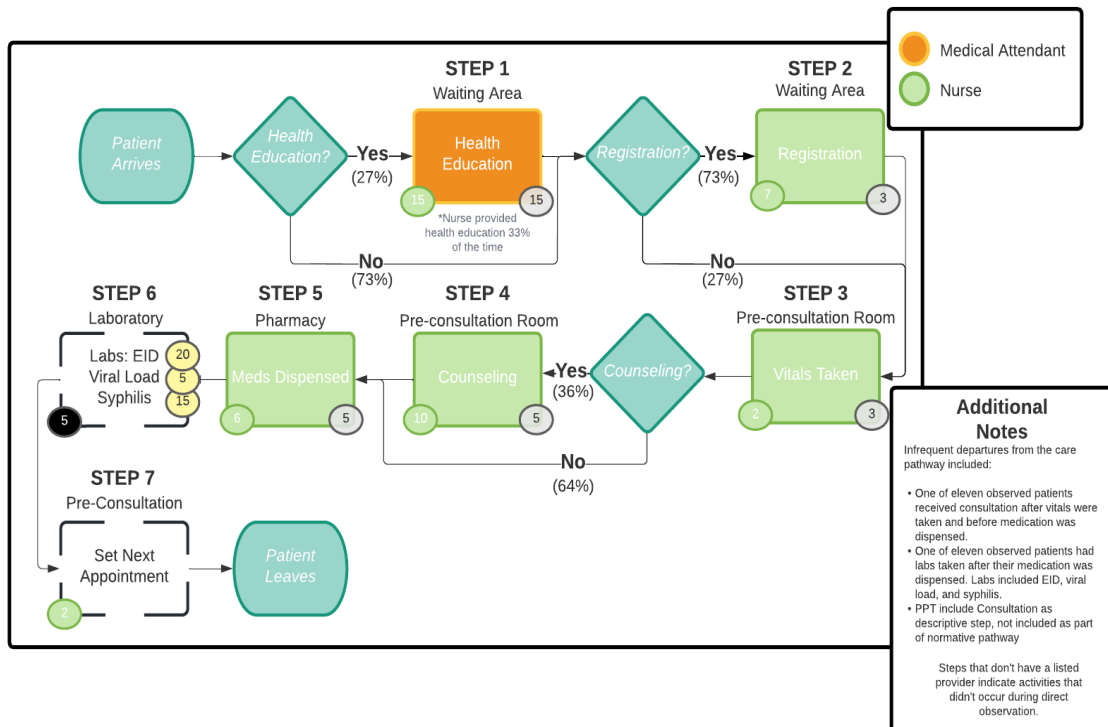 Medical Attendant
Nurse
STEP 1
Waiting Area
STEP 2
Waiting Area
Patient
Arrives
Health
Education?
Yes
(27%)
Health
Education
15
15
*Nurse provided
health education 33%
of the time
No
(73%)
Registration?
Yes
(73%)
Registration
7
3
No
(27%)
STEP 6
Laboratory
Labs: EID
Viral Load
Syphilis
20
5
15
5
STEP 5
Pharmacy
Meds Dispensed
6
5
STEP 4
Pre-consultation Room
Counseling
10
5
Yes
(36%)
Counseling?
No
(64%)
STEP 3
Pre-consultation Room
Vitals Taken
2
3
STEP 7
Pre-Consultation
Set Next
Appointment
2
Patient
Leaves
Additional
Notes
Infrequent departures from the care
pathway included:
• One of eleven observed patients
received consultation after vitals were
taken and before medication was
dispensed.
• One of eleven observed patients had
labs taken after their medication was
dispensed. Labs included EID, viral
load, and syphilis.
• PPT include Consultation as
descriptive step, not included as part
of normative pathway
Steps that don't have a listed
provider indicate activities that
didn't occur during direct
observation.